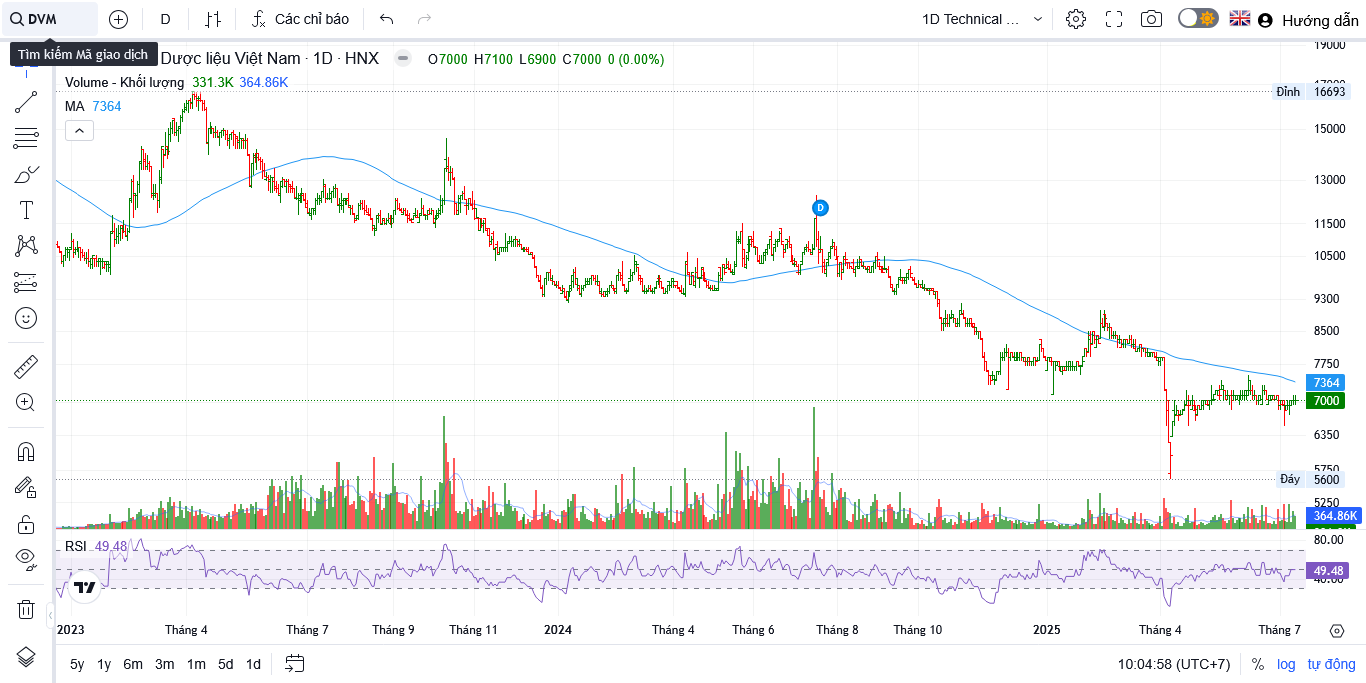 DVM
D
Các chỉ báo
1D Technical ...
Hướng dẫn
Tìm kiếm Mã giao dịch
Dược liệu Việt Nam · 1D · HNX
O7000 H7100 L6900 C7000 0 (0.00%)
Volume - Khối lượng 331.3K 364.86K
MA 7364
19000
17000
Đỉnh 16693
15000
13000
D
11500
10500
9300
8500
7750
7364
7000
6350
5750
Đáy 5600
5250
364.86K
RSI 49.48
80.00
49.48
40.00
2023 Tháng 4 Tháng 7 Tháng 9 Tháng 11 2024 Tháng 4 Tháng 6 Tháng 8 Tháng 10 2025 Tháng 4 Tháng 7
5y 1y 6m 3m 1m 5d 1d
10:04:58 (UTC+7) % log tự động